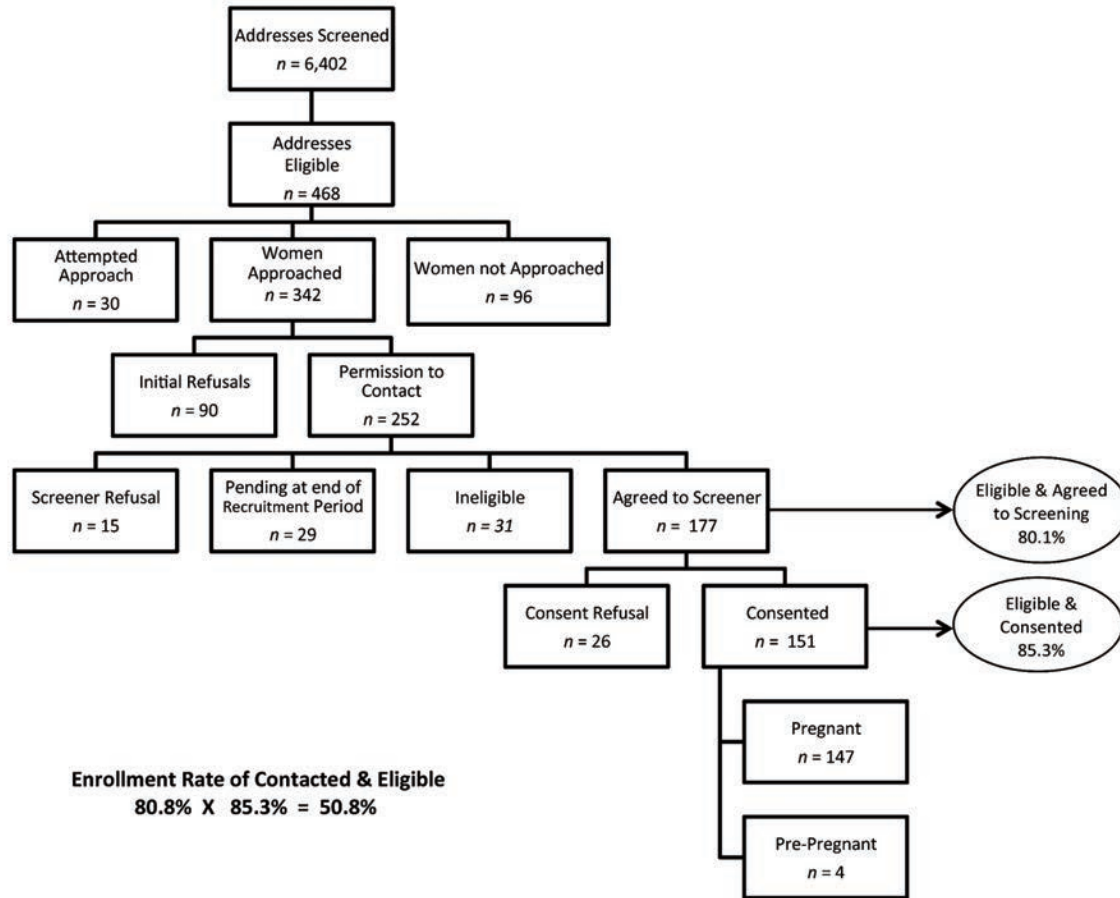 Addresses Screened
n = 6,402
Addresses
Eligible
n = 468
Attempted
Approach
n = 30
Women
Approached
n = 342
Women not Approached
n = 96
Initial Refusals
n = 90
Permission to
Contact
n = 252
Screener Refusal
n = 15
Pending at end of
Recruitment Period
n = 29
Ineligible
n = 31
Agreed to Screener
n = 177
Eligible & Agreed
to Screening
80.1%
Consent Refusal
n = 26
Consented
n = 151
Eligible &
Consented
85.3%
Pregnant
n = 147
Pre-Pregnant
n = 4
Enrollment Rate of Contacted & Eligible
80.8% X 85.3% = 50.8%